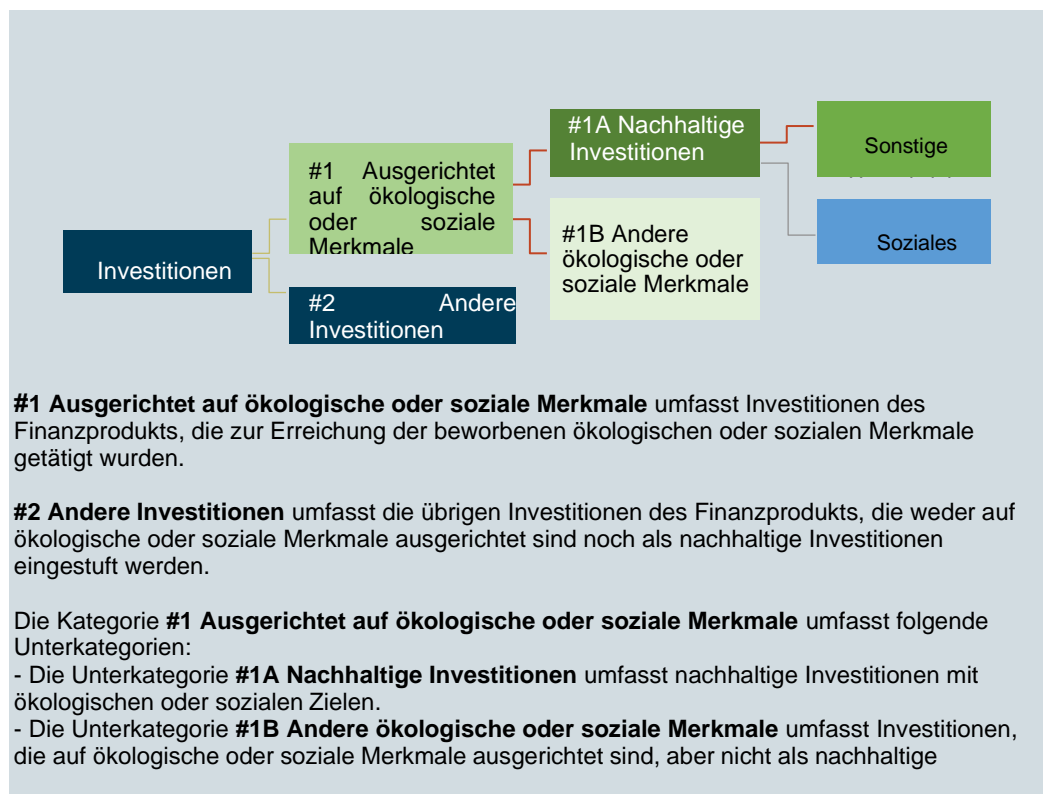 #1A Nachhaltige
Investitionen
Sonstige
#1 Ausgerichtet
auf ökologische
oder soziale
Merkmale
#1B Andere
ökologische oder
soziale Merkmale
Soziales
Investitionen
#2 Andere
Investitionen
#1 Ausgerichtet auf ökologische oder soziale Merkmale umfasst Investitionen des
Finanzprodukts, die zur Erreichung der beworbenen ökologischen oder sozialen Merkmale
getätigt wurden.
#2 Andere Investitionen umfasst die übrigen Investitionen des Finanzprodukts, die weder auf
ökologische oder soziale Merkmale ausgerichtet sind noch als nachhaltige Investitionen
eingestuft werden.
Die Kategorie #1 Ausgerichtet auf ökologische oder soziale Merkmale umfasst folgende
Unterkategorien:
- Die Unterkategorie #1A Nachhaltige Investitionen umfasst nachhaltige Investitionen mit
ökologischen oder sozialen Zielen.
- Die Unterkategorie #1B Andere ökologische oder soziale Merkmale umfasst Investitionen,
die auf ökologische oder soziale Merkmale ausgerichtet sind, aber nicht als nachhaltige